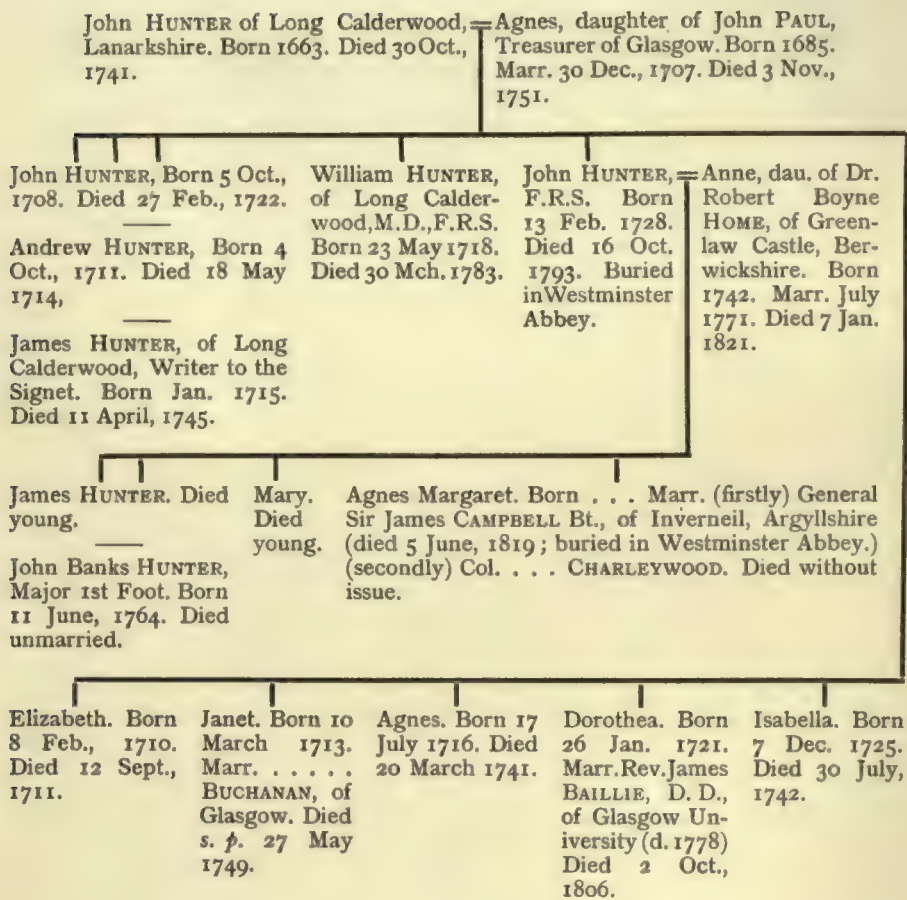 John HUNTER of Long Calderwood,
Lanarkshire. Born 1663. Died 30 Oct.,
1741.
Agnes, daughter of John PAUL,
Treasurer of Glasgow. Born 1685.
Marr. 30 Dec., 1707. Died 3 Nov.,
1751.
John HUNTER, Born 5 Oct.,
1708. Died 27 Feb., 1722.
Andrew HUNTER, Born 4
Oct., 1711. Died 18 May
1714,
James HUNTER, of Long
Calderwood, Writer to the
Signet. Born Jan. 1715.
Died 11 April, 1745.
William HUNTER,
of Long Calder-
wood, M.D., F.R.S.
Born 23 May 1718.
Died 30 Mch. 1783.
John HUNTER,
F.R.S. Born
13 Feb. 1728.
Died 16 Oct.
1793. Buried
in Westminster
Abbey.
Anne, dau. of Dr.
Robert Boyne
HOME, of Green-
law Castle, Ber-
wickshire. Born
1742. Marr. July
1771. Died 7 Jan.
1821.
James HUNTER. Died
young.
John Banks HUNTER,
Major 1st Foot. Born
11 June, 1764. Died
unmarried.
Mary.
Died
young.
Agnes Margaret. Born . . . Marr. (firstly) General
Sir James CAMPBELL Bt., of Inverneil, Argyllshire
(died 5 June, 1819; buried in Westminster Abbey.)
(secondly) Col. . . . CHARLEYWOOD. Died without
issue.
Elizabeth. Born
8 Feb., 1710.
Died 12 Sept.,
1711.
Janet. Born 10
March 1713.
Marr. . . . . .
BUCHANAN, of
Glasgow. Died
s. p. 27 May
1749.
Agnes. Born 17
July 1716. Died
20 March 1741.
Dorothea. Born
26 Jan. 1721.
Marr. Rev. James
BAILLIE, D. D.,
of Glasgow Un-
iversity (d. 1778)
Died 2 Oct.,
1806.
Isabella. Born
7 Dec. 1725.
Died 30 July,
1742.